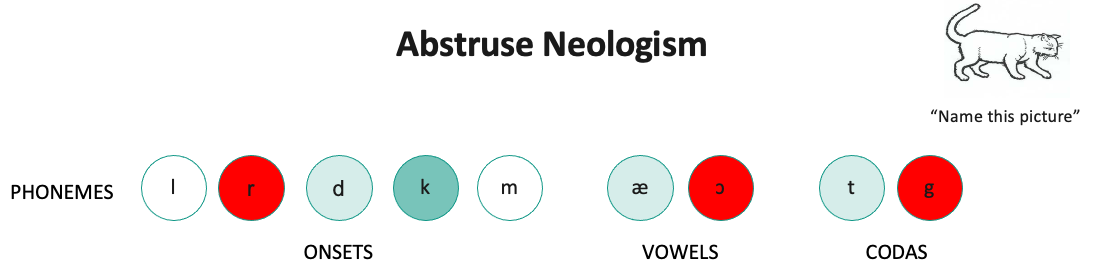 Abstruse Neologism
“Name this picture”
PHONEMES l r d k m æ ɔ t g
ONSETS VOWELS CODAS